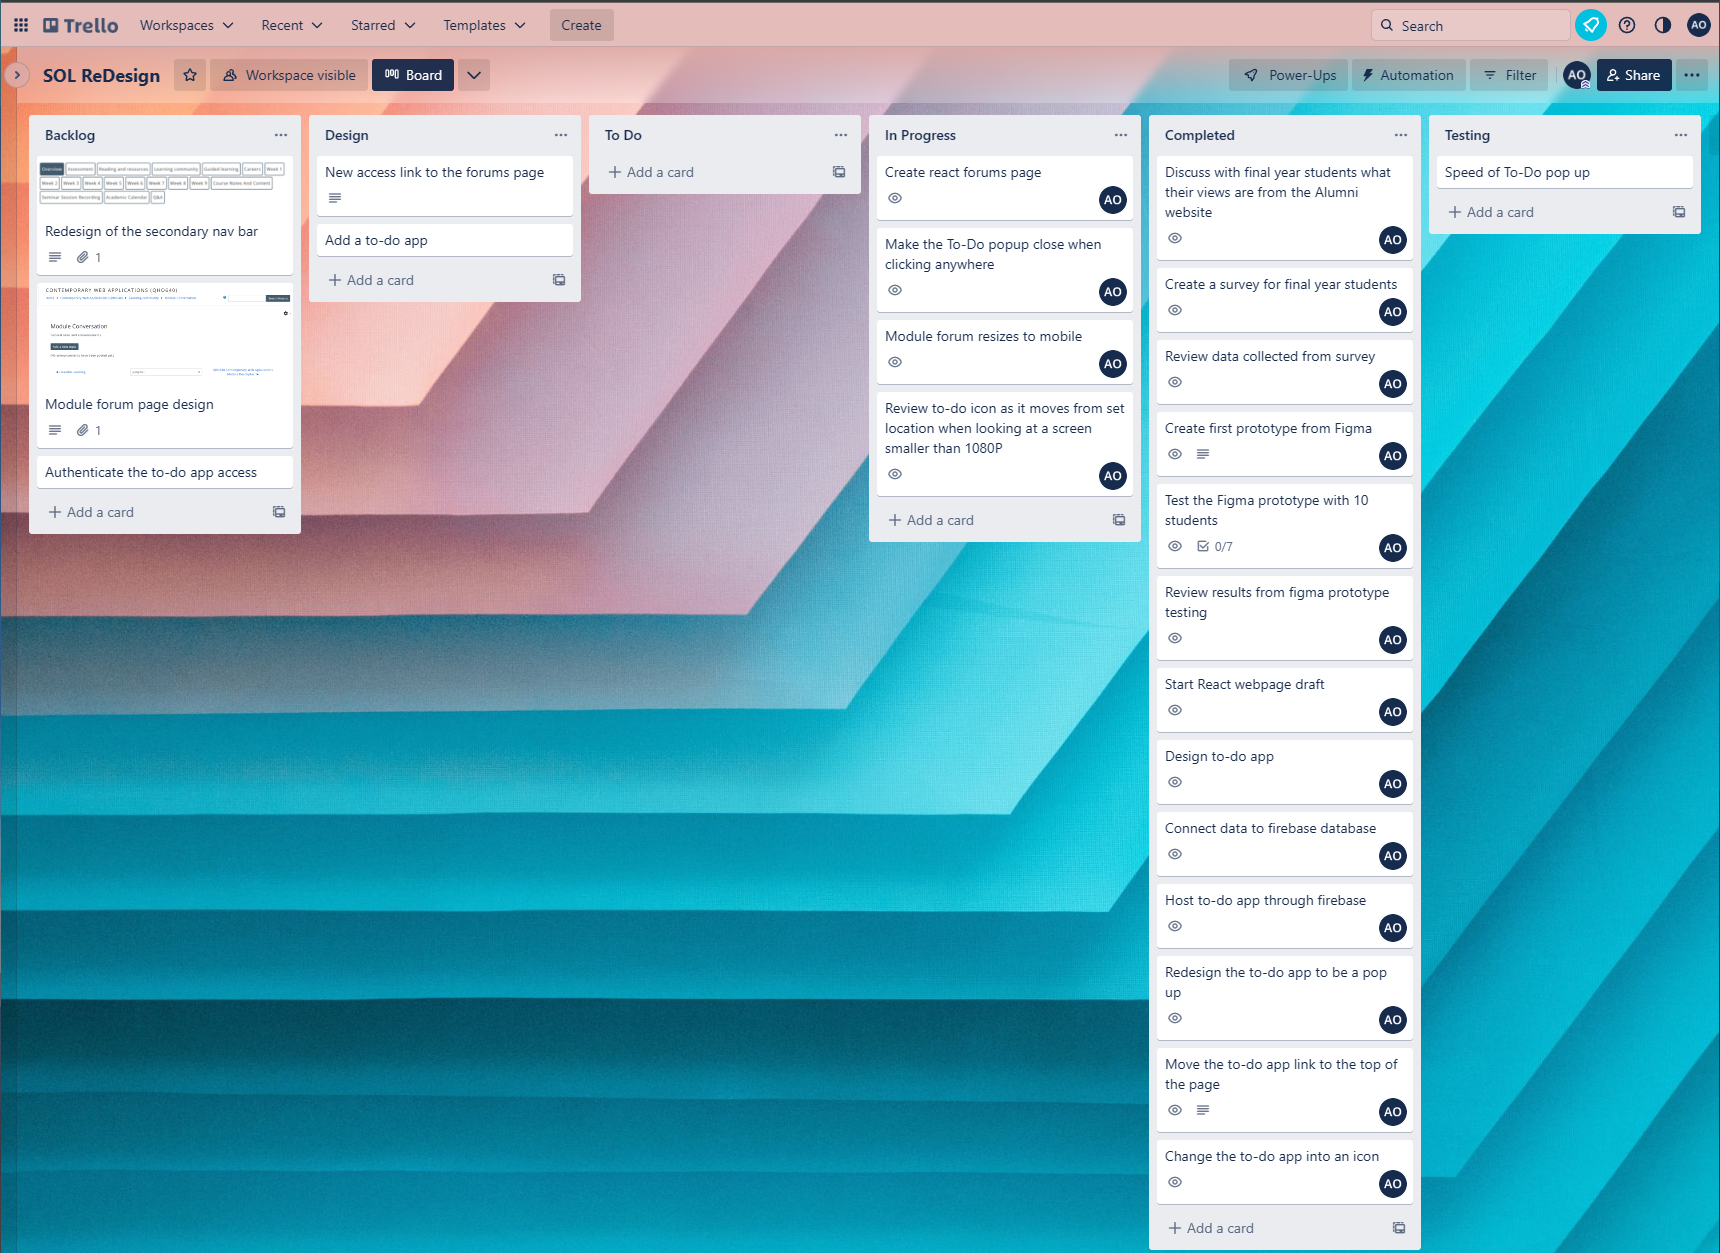 Trello
Workspaces
Recent
Starred
Templates
Create
Search
AO
SOL ReDesign
Workspace visible
Board
Power-Ups
Automation
Filter
AO
Share
Backlog
Overview Assessment Reading and resources Learning community Guided learning Careers Week 1
Week 2 Week 3 Week 4 Week 5 Week 6 Week 7 Week 8 Week 9 Course Notes And Content
Seminar Session Recording Academic Calendar Q&A
Redesign of the secondary nav bar
1
CONTEMPORARY WEB APPLICATIONS (QHO640)
Module Conversation
Module forum page design
1
Authenticate the to-do app access
+ Add a card
Design
New access link to the forums page
Add a to-do app
+ Add a card
To Do
+ Add a card
In Progress
Create react forums page
AO
Make the To-Do popup close when
clicking anywhere
AO
Module forum resizes to mobile
AO
Review to-do icon as it moves from set
location when looking at a screen
smaller than 1080P
AO
+ Add a card
Completed
Discuss with final year students what
their views are from the Alumni
website
AO
Create a survey for final year students
AO
Review data collected from survey
AO
Create first prototype from Figma
AO
Test the Figma prototype with 10
students
0/7
AO
Review results from figma prototype
testing
AO
Start React webpage draft
AO
Design to-do app
AO
Connect data to firebase database
AO
Host to-do app through firebase
AO
Redesign the to-do app to be a pop
up
AO
Move the to-do app link to the top of
the page
AO
Change the to-do app into an icon
AO
+ Add a card
Testing
Speed of To-Do pop up
+ Add a card